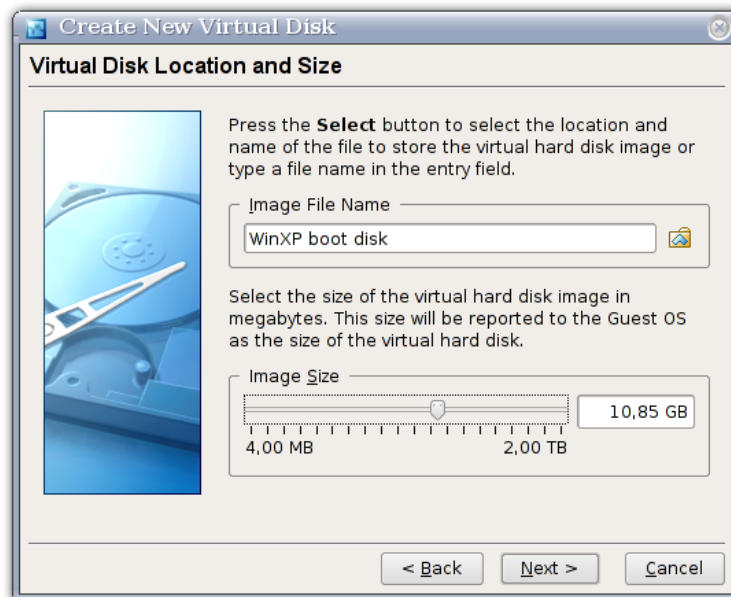 Create New Virtual Disk
Virtual Disk Location and Size
Press the Select button to select the location and
name of the file to store the virtual hard disk image or
type a file name in the entry field.
Image File Name
WinXP boot disk
Select the size of the virtual hard disk image in
megabytes. This size will be reported to the Guest OS
as the size of the virtual hard disk.
Image Size
10,85 GB
4,00 MB 2,00 TB
< Back Next > Cancel